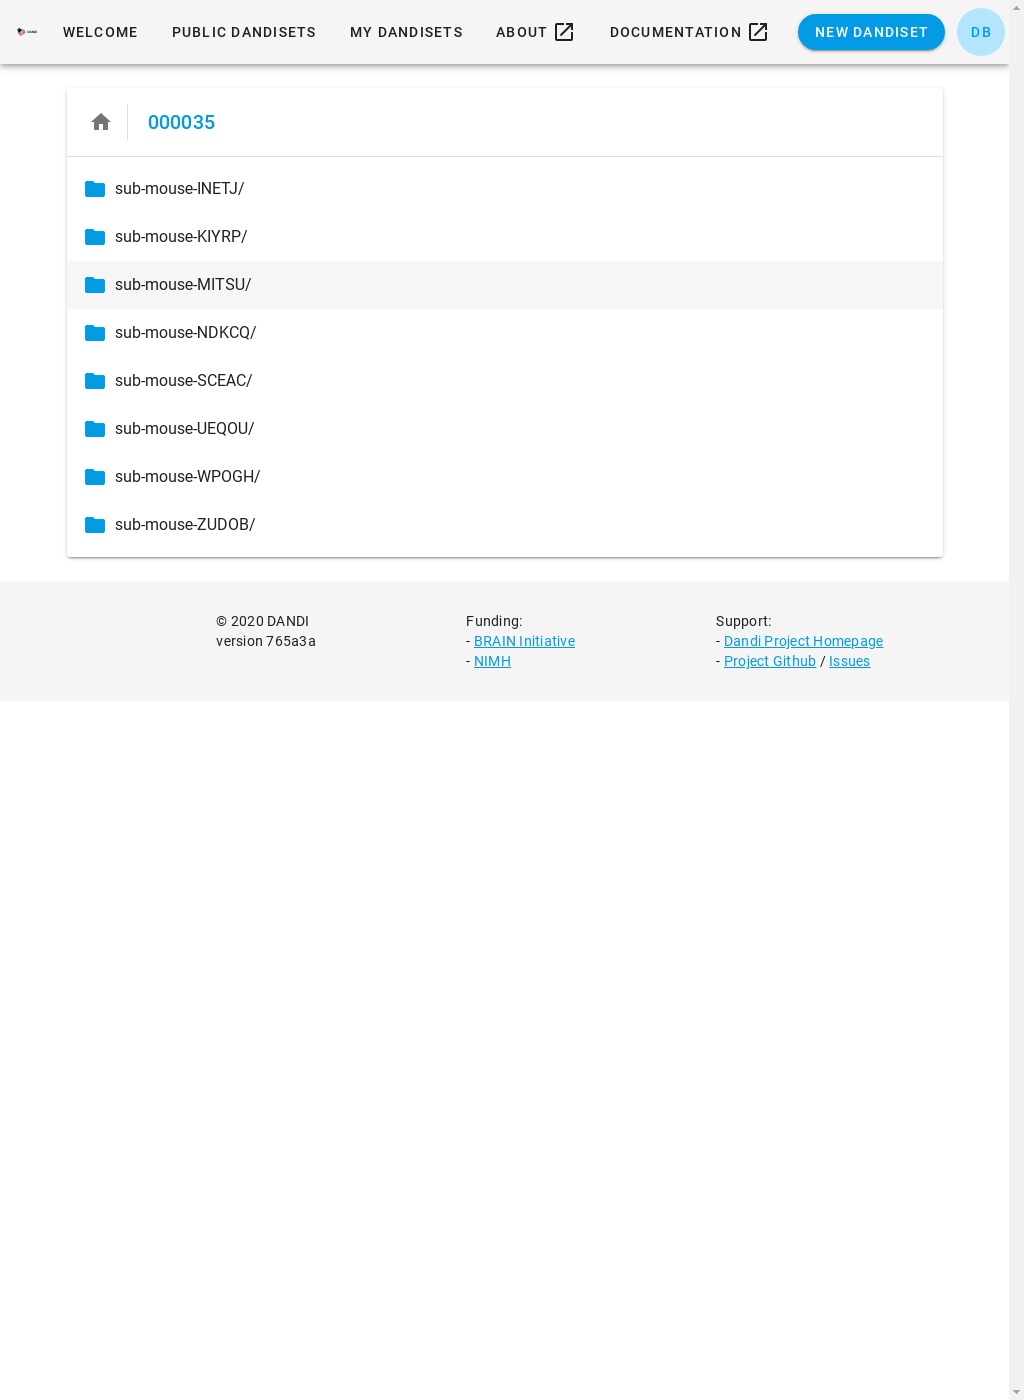 WELCOME PUBLIC DANDISETS MY DANDISETS ABOUT DOCUMENTATION NEW DANDISET DB
000035
sub-mouse-INETJ/
sub-mouse-KIYRP/
sub-mouse-MITSU/
sub-mouse-NDKCQ/
sub-mouse-SCEAC/
sub-mouse-UEQOU/
sub-mouse-WPOGH/
sub-mouse-ZUDOB/
© 2020 DANDI
version 765a3a
Funding:
- BRAIN Initiative
- NIMH
Support:
- Dandi Project Homepage
- Project Github / Issues